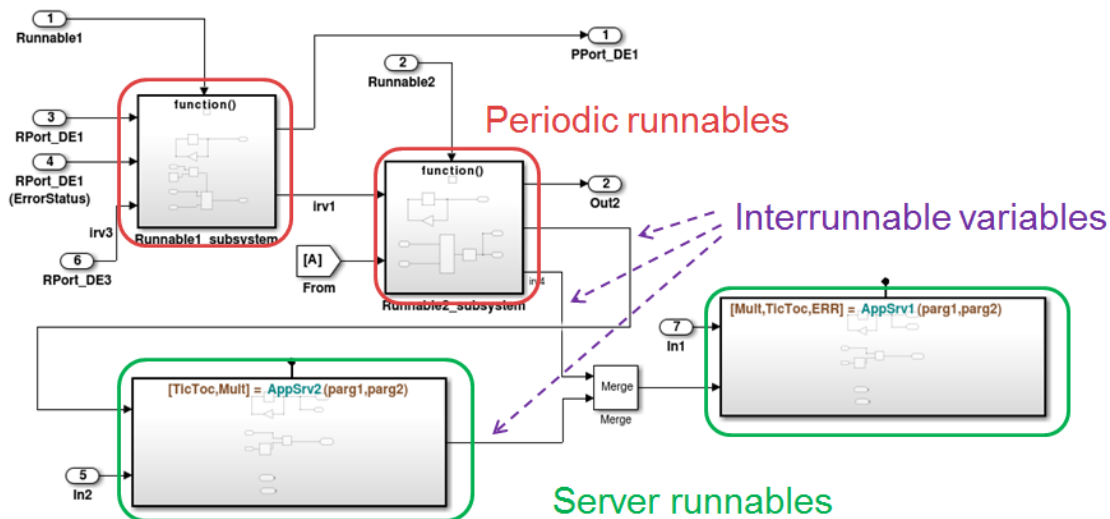 1
Runnable1
1
PPort_DE1
2
Runnable2
3
RPort_DE1
4
RPort_DE1
(ErrorStatus)
6
RPort_DE3
irv3
function()
Runnable1_subsystem
Periodic runnables
irv1
[A]
From
function()
Runnable2_subsystem
2
Out2
irv4
Interrunnable variables
7
In1
[Mult,TicToc,ERR] = AppSrv1(parg1,parg2)
[TicToc,Mult] = AppSrv2(parg1,parg2)
5
In2
Merge
Merge
Server runnables